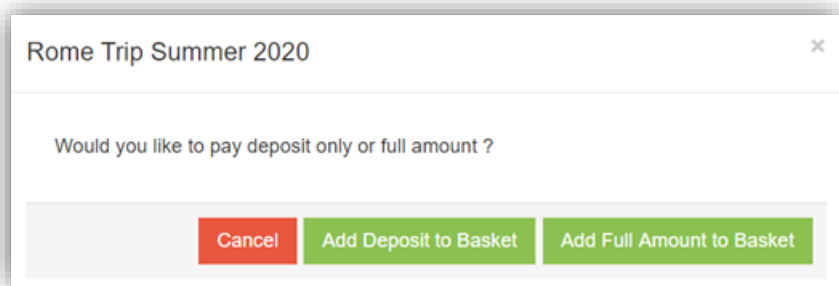 Rome Trip Summer 2020 ×
Would you like to pay deposit only or full amount ?
Cancel Add Deposit to Basket Add Full Amount to Basket